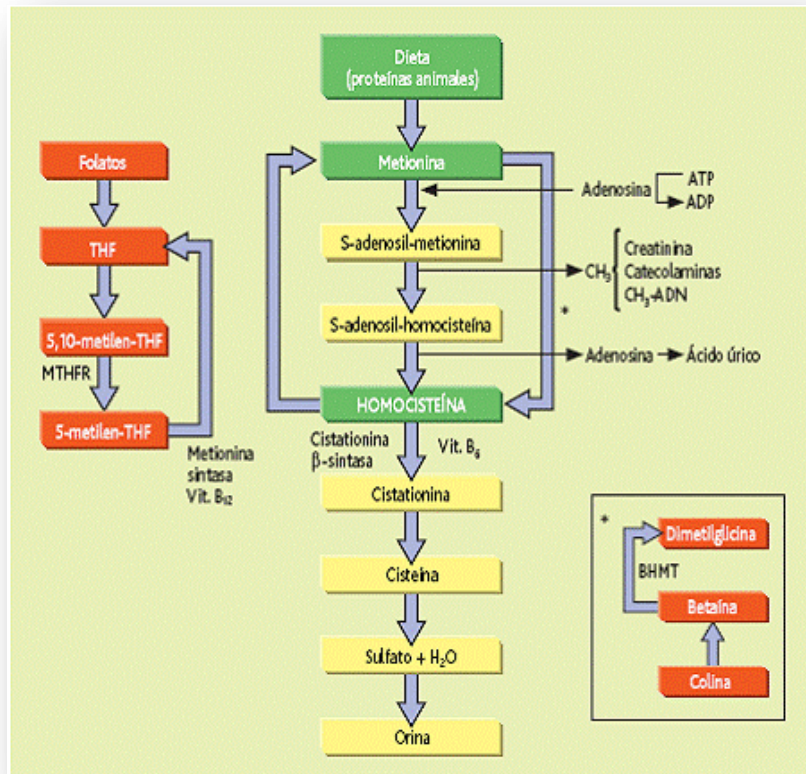 Dieta
(proteínas animales)
Metionina
Adenosina
ATP
ADP
S-adenosil-metionina
CH₃
Creatinina
Catecolaminas
CH₃-ADN
S-adenosil-homocisteína
*
Adenosina
Ácido úrico
HOMOCISTEÍNA
Cistationina
β-sintasa
Vit. B₆
Cistationina
Cisteína
Sulfato + H₂O
Orina
Folatos
THF
5,10-metilen-THF
MTHFR
5-metilen-THF
Metionina
sintasa
Vit. B₁₂
*
Dimetilglicina
BHMT
Betaína
Colina